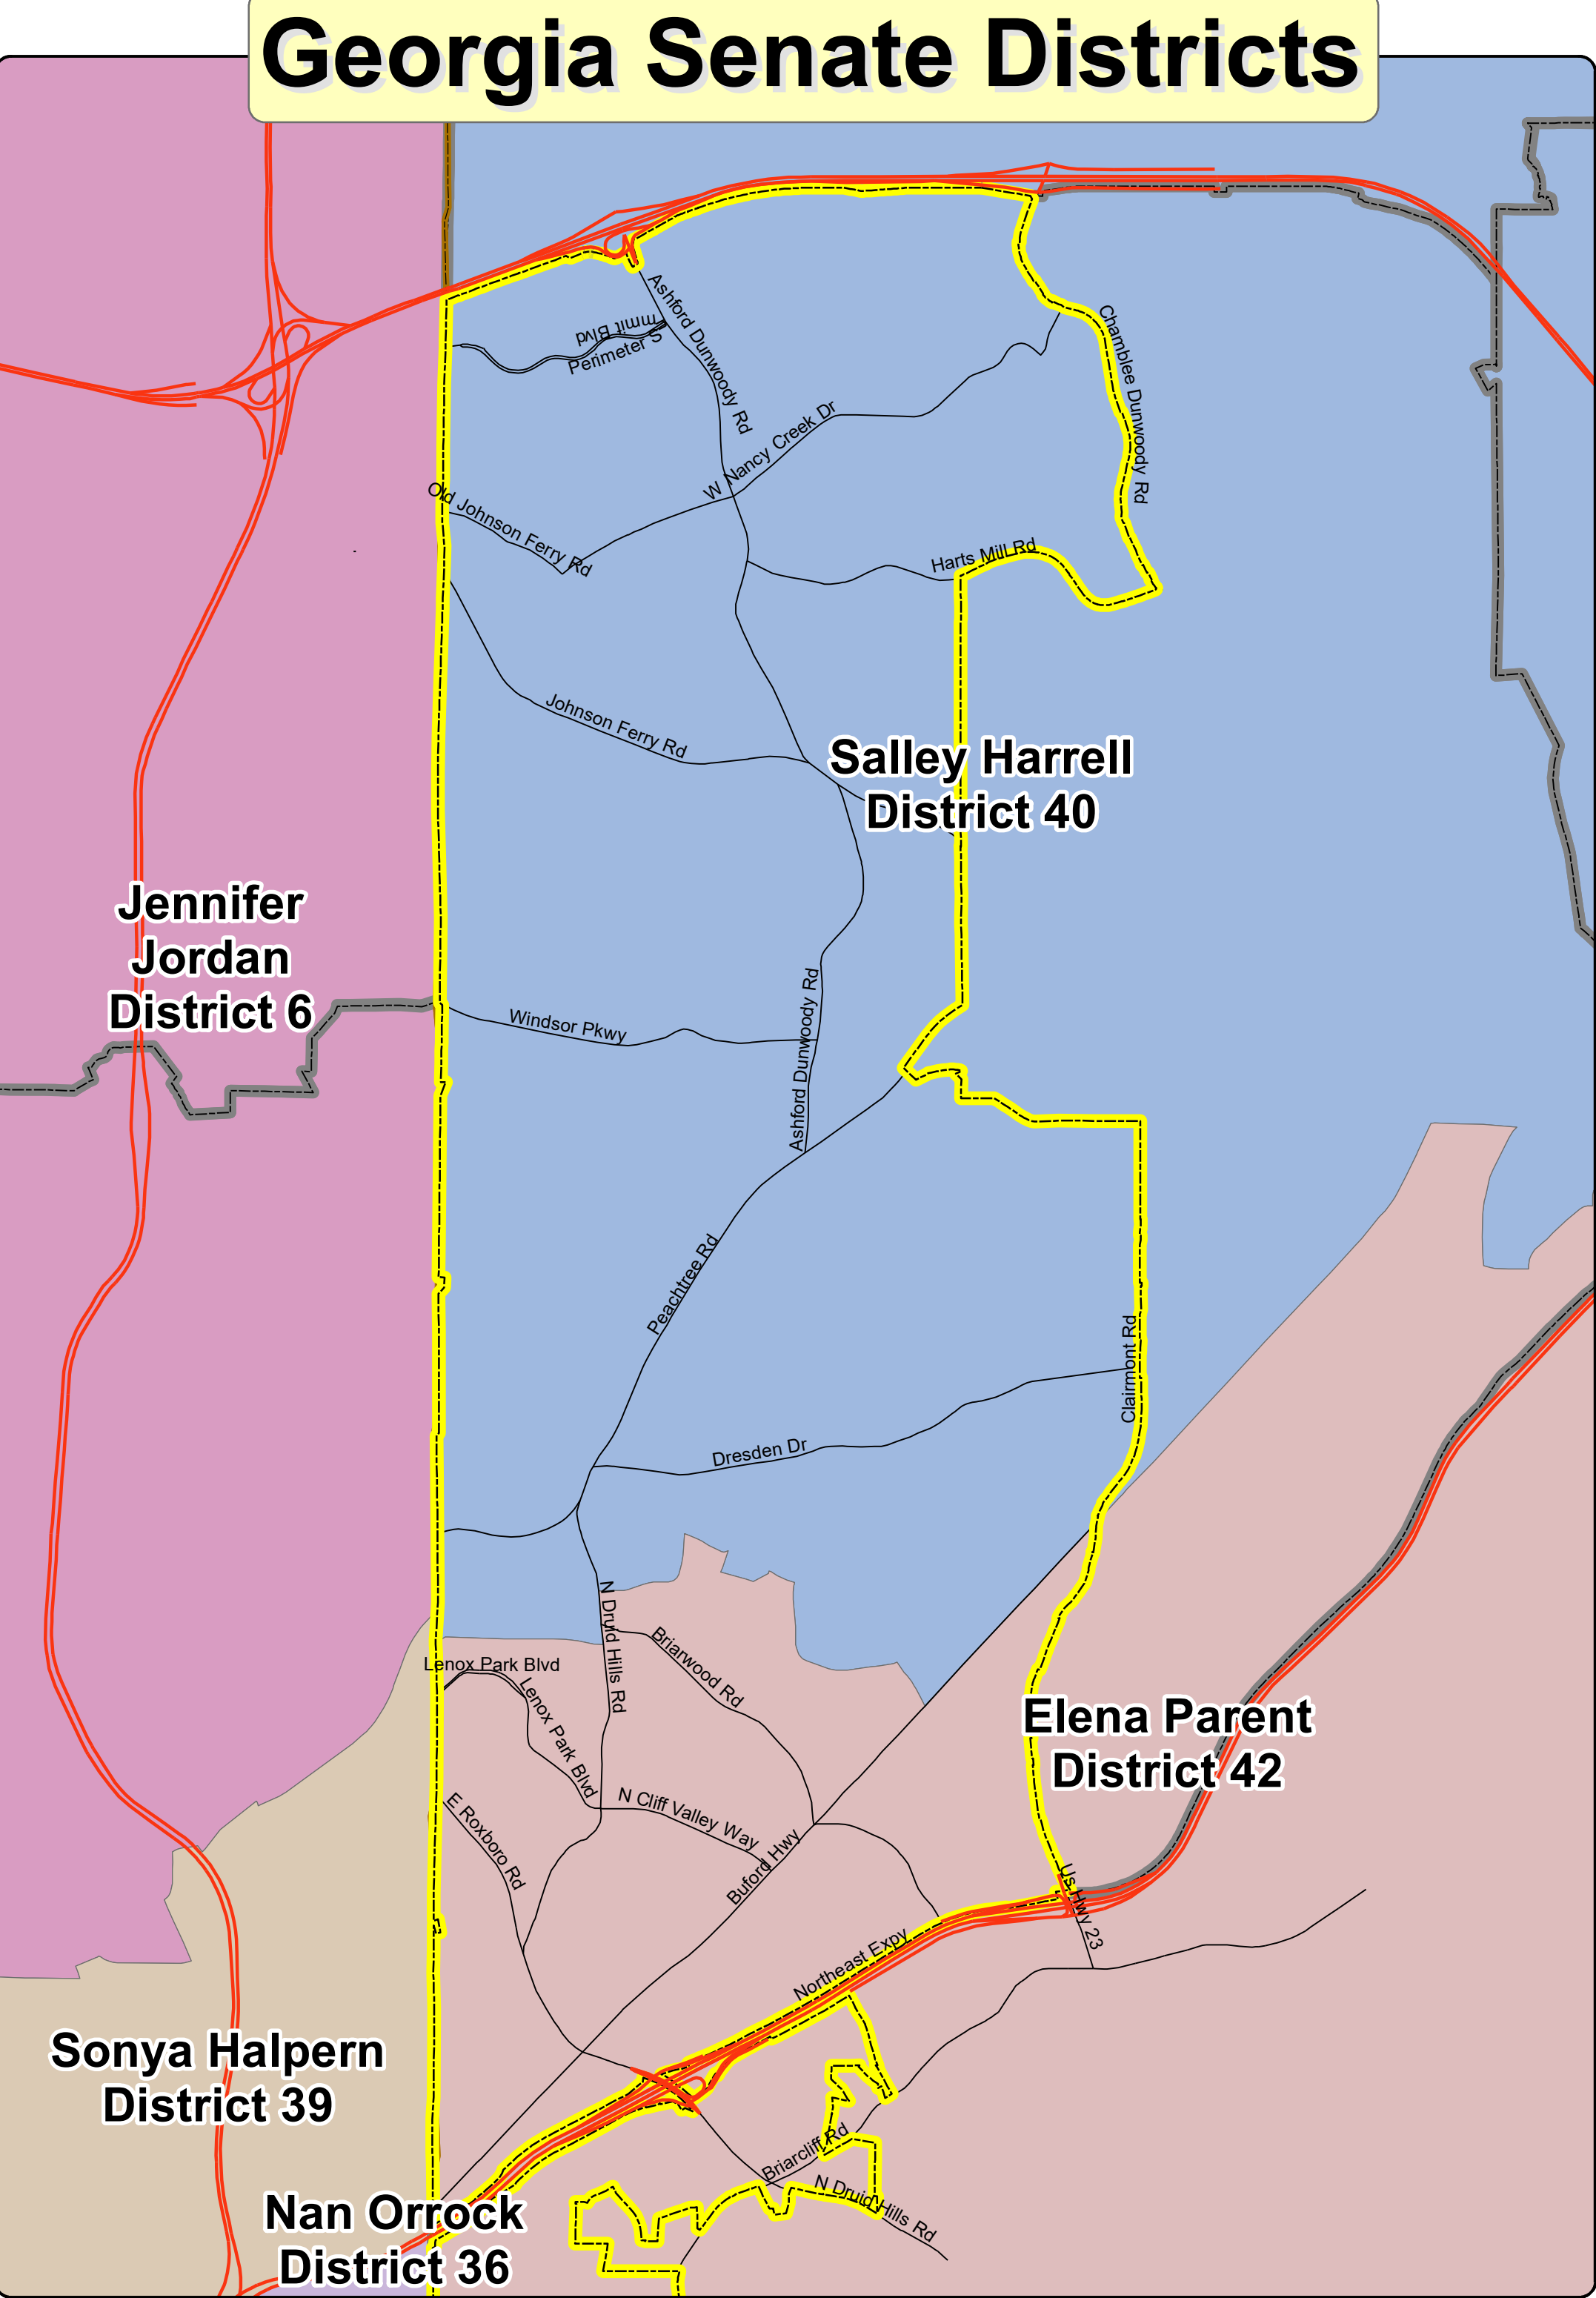 Georgia Senate Districts
Ashford Dunwoody Rd
mmit Blvd
Perimeter S
Chamblee Dunwoody Rd
W Nancy Creek Dr
Old Johnson Ferry Rd
Harts Mill Rd
Johnson Ferry Rd
Salley Harrell
District 40
Jennifer
Jordan
District 6
Windsor Pkwy
Ashford Dunwoody Rd
Peachtree Rd
Clairmont Rd
Dresden Dr
N Druid Hills Rd
Briarwood Rd
Lenox Park Blvd
Lenox Park Blvd
Elena Parent
District 42
N Cliff Valley Way
E Roxboro Rd
Buford Hwy
Us Hwy 23
Northeast Expy
Sonya Halpern
District 39
Briarcliff Rd
N Druid Hills Rd
Nan Orrock
District 36